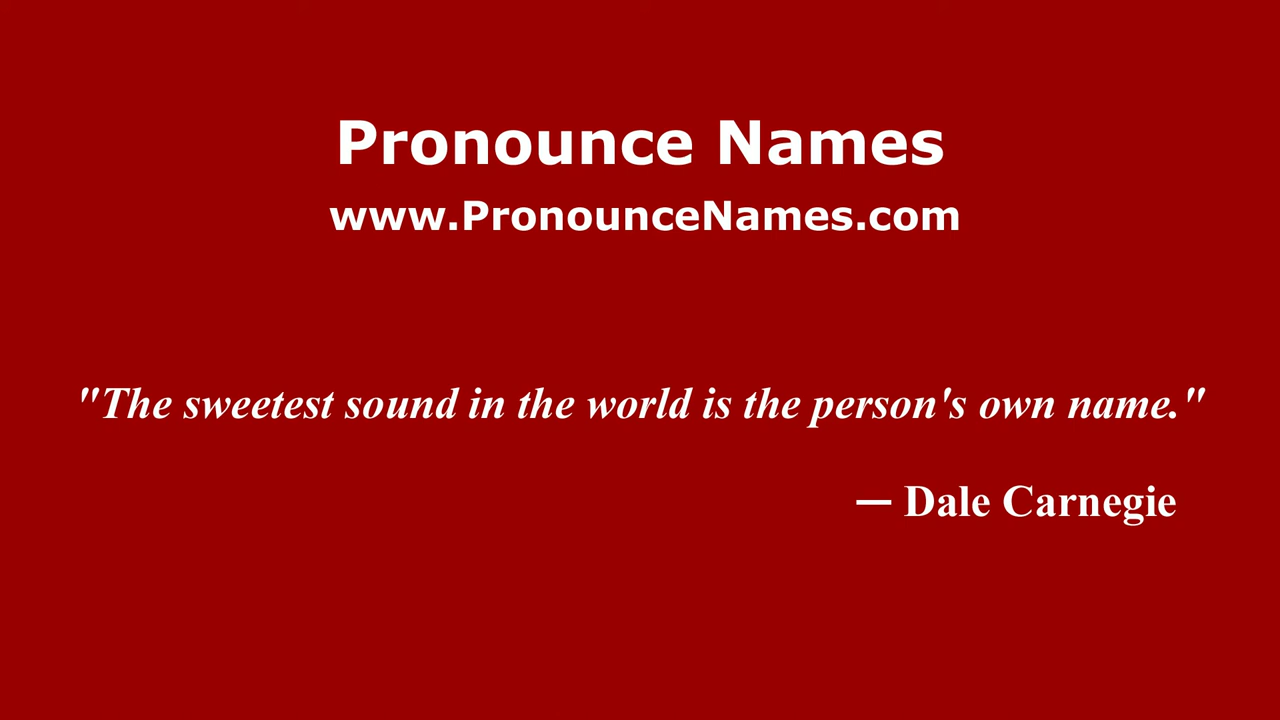 Pronounce Names
www.PronounceNames.com
"The sweetest sound in the world is the person's own name."
— Dale Carnegie